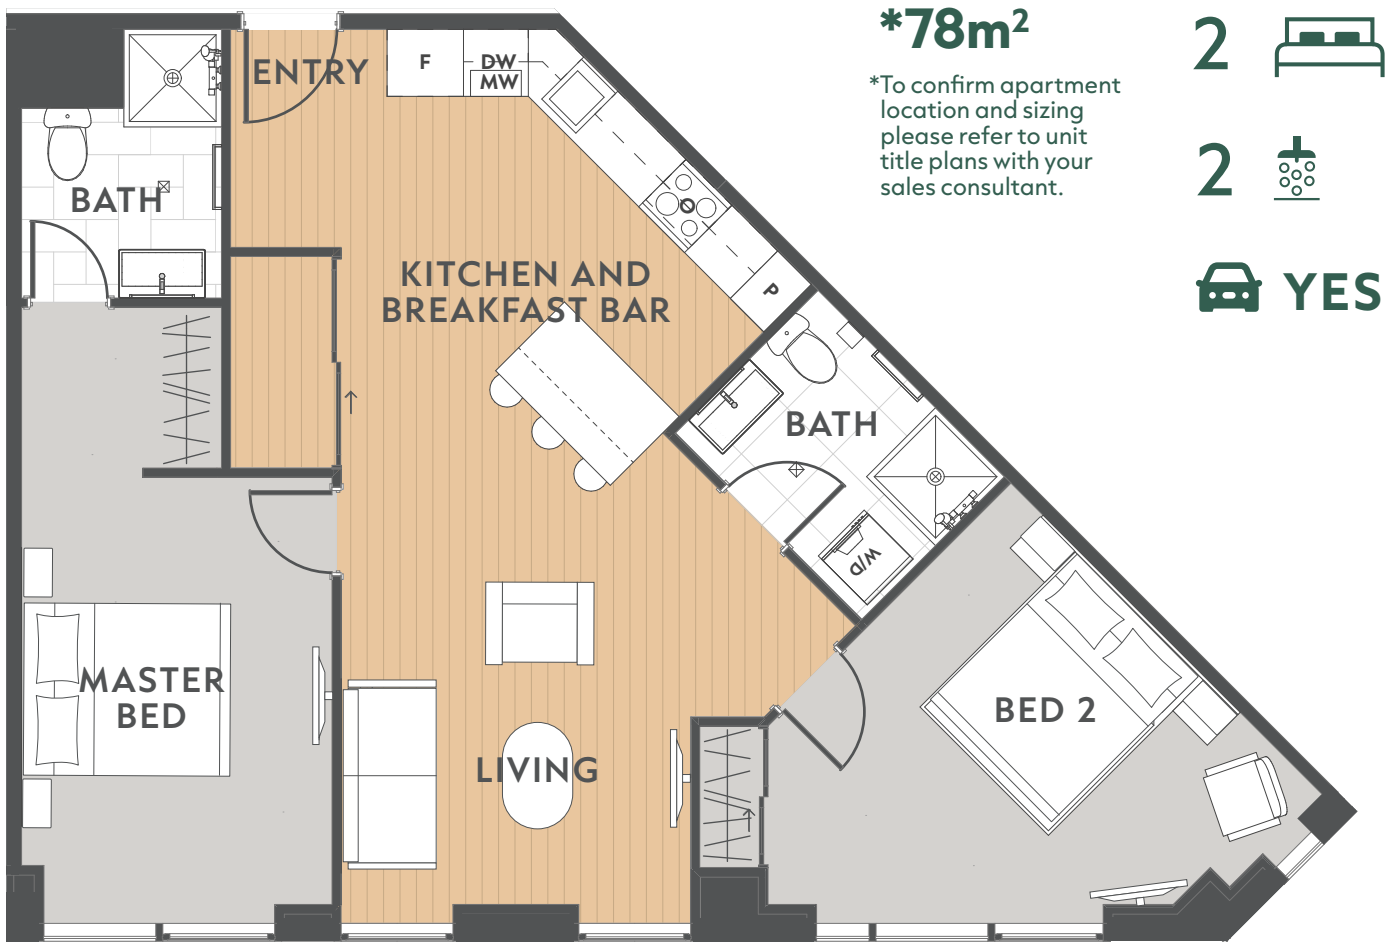 *78m²
*To confirm apartment
location and sizing
please refer to unit
title plans with your
sales consultant.
2
2
YES
ENTRY
F
DW
MW
BATH
KITCHEN AND
BREAKFAST BAR
P
BATH
W/D
MASTER
BED
BED 2
LIVING